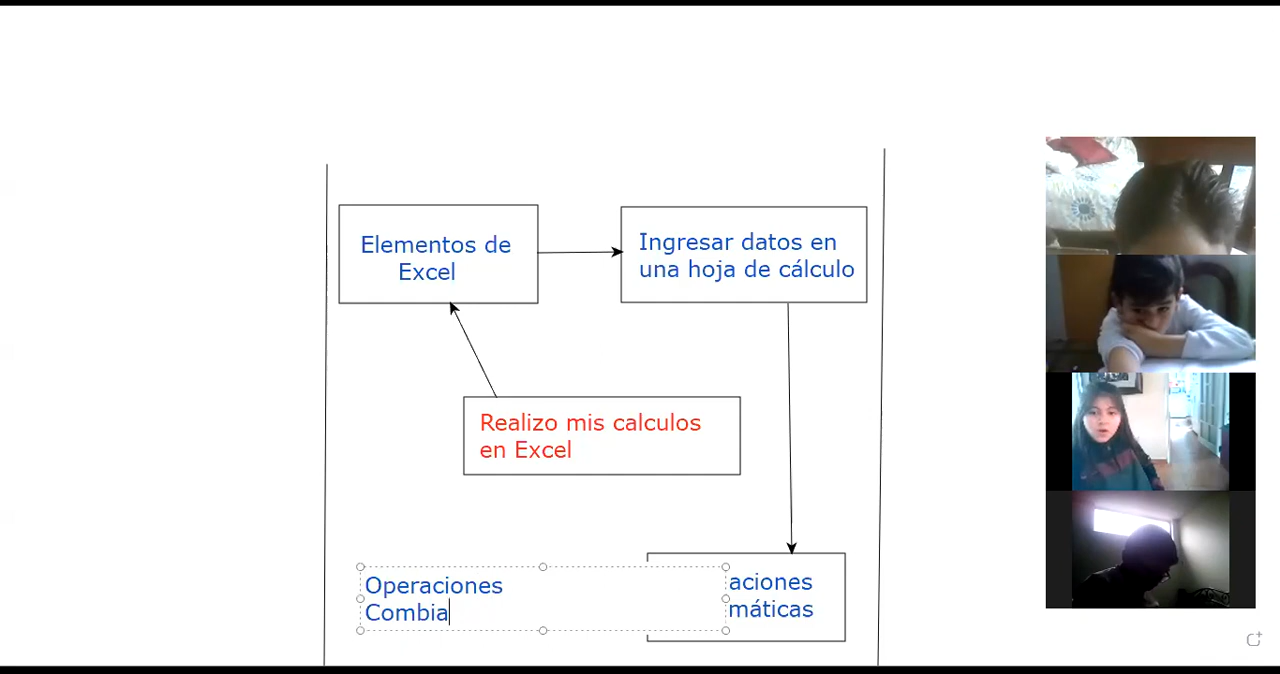 Elementos de
Excel
Ingresar datos en
una hoja de cálculo
Realizo mis calculos
en Excel
Operaciones
Combia
aciones
máticas